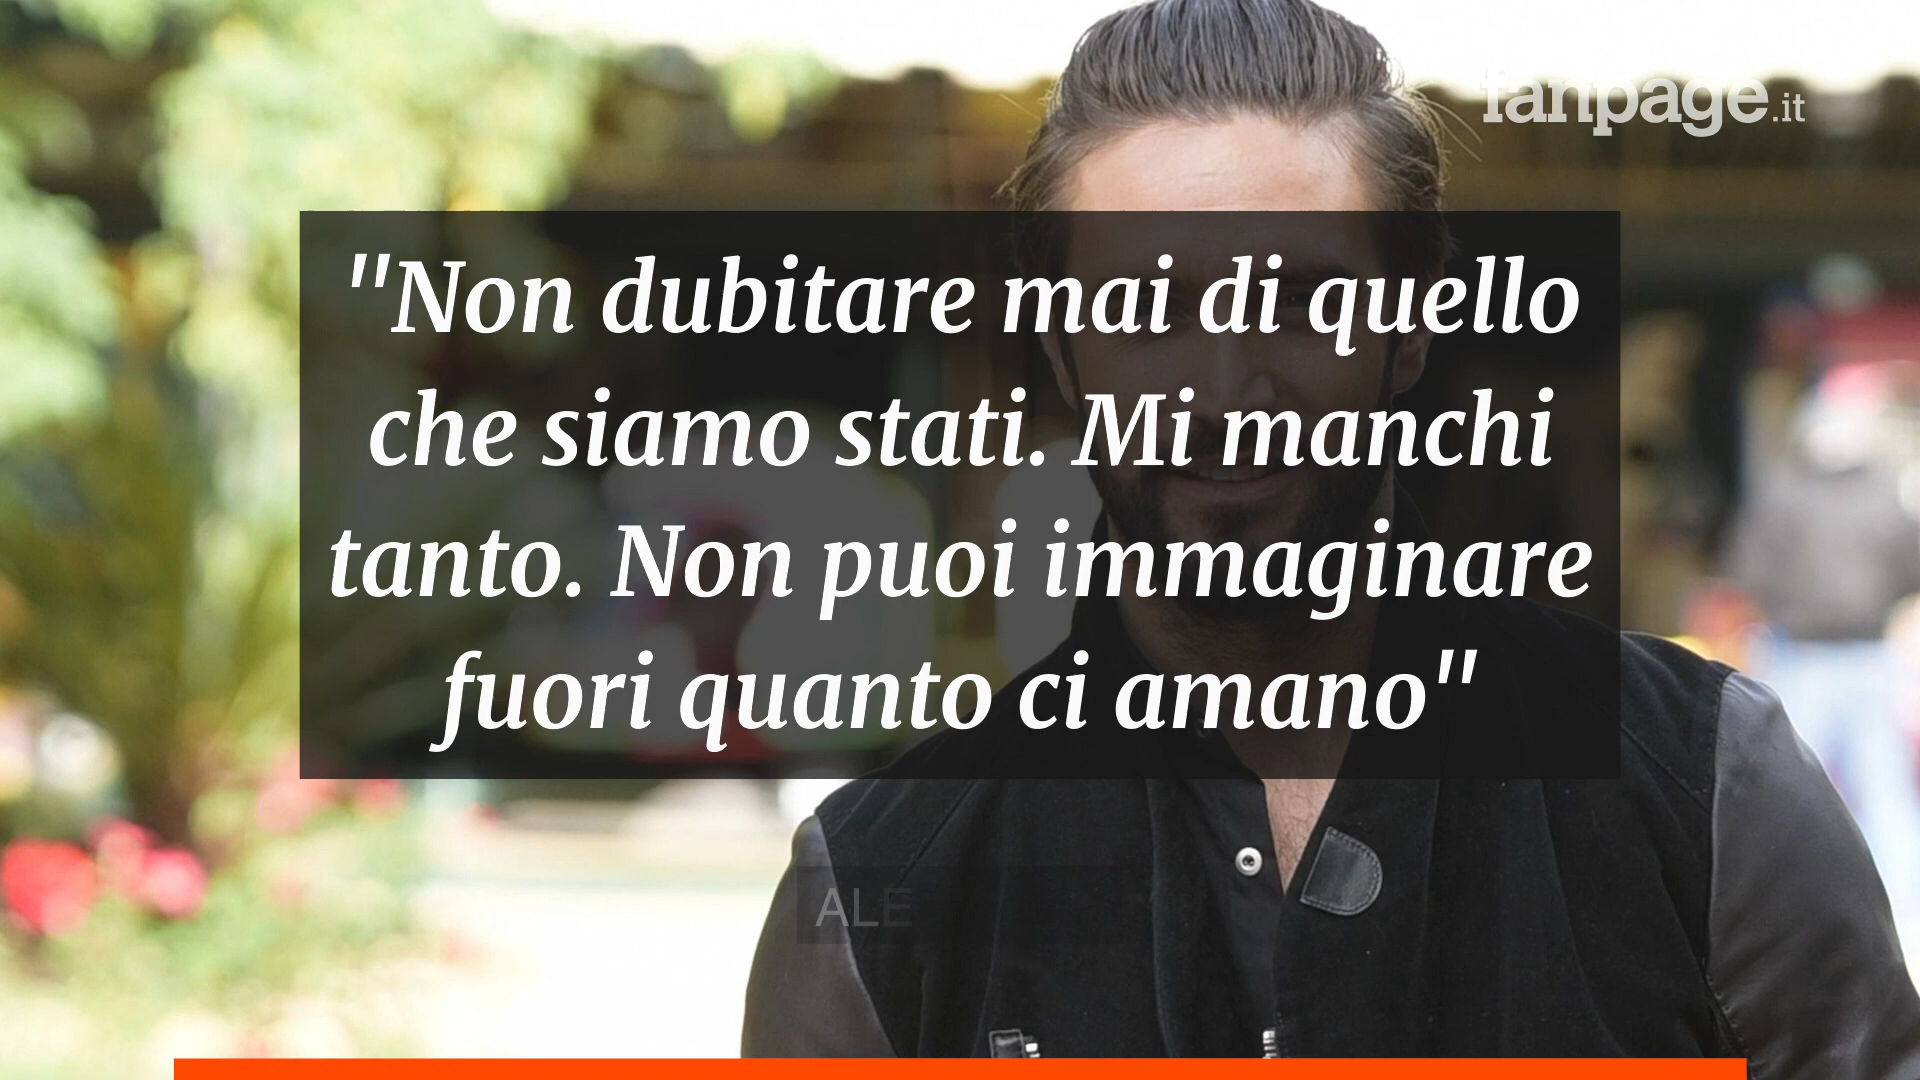 fanpage.it
"Non dubitare mai di quello
che siamo stati. Mi manchi
tanto. Non puoi immaginare
fuori quanto ci amano"
ALE